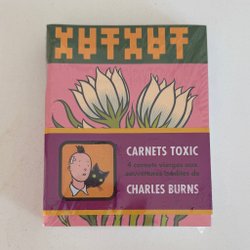 CARNETS TOXIC
4 carnets vierges aux
couvertures inédites de
CHARLES BURNS